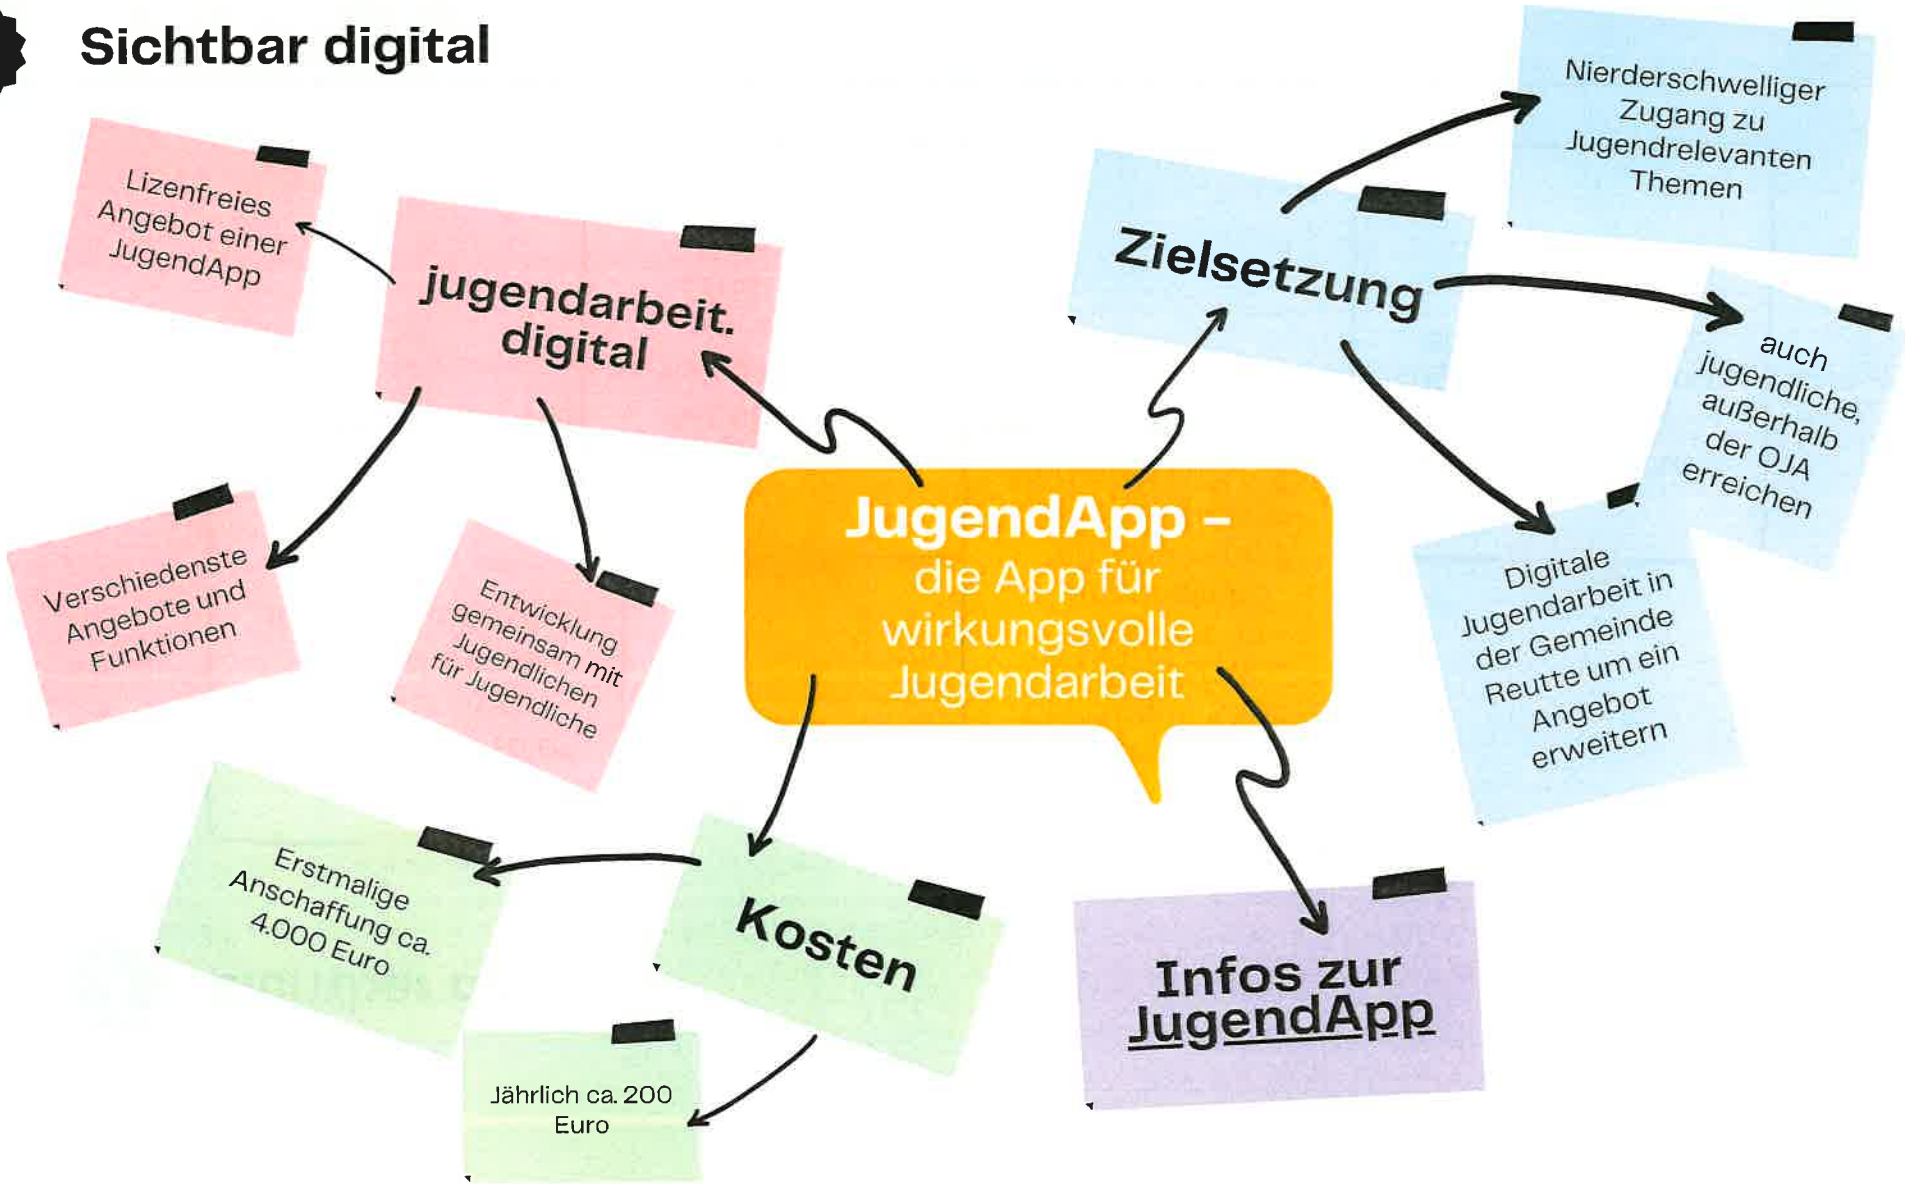 Sichtbar digital
Lizenfreies
Angebot einer
JugendApp
jugendarbeit.
digital
Verschiedenste
Angebote und
Funktionen
Entwicklung
gemeinsam mit
Jugendlichen
für Jugendliche
JugendApp –
die App für
wirkungsvolle
Jugendarbeit
Zielsetzung
Nierderschwelliger
Zugang zu
Jugendrelevanten
Themen
auch
jugendliche,
außerhalb
der OJA
erreichen
Digitale
Jugendarbeit in
der Gemeinde
Reutte um ein
Angebot
erweitern
Kosten
Erstmalige
Anschaffung ca.
4.000 Euro
Jährlich ca. 200
Euro
Infos zur
JugendApp